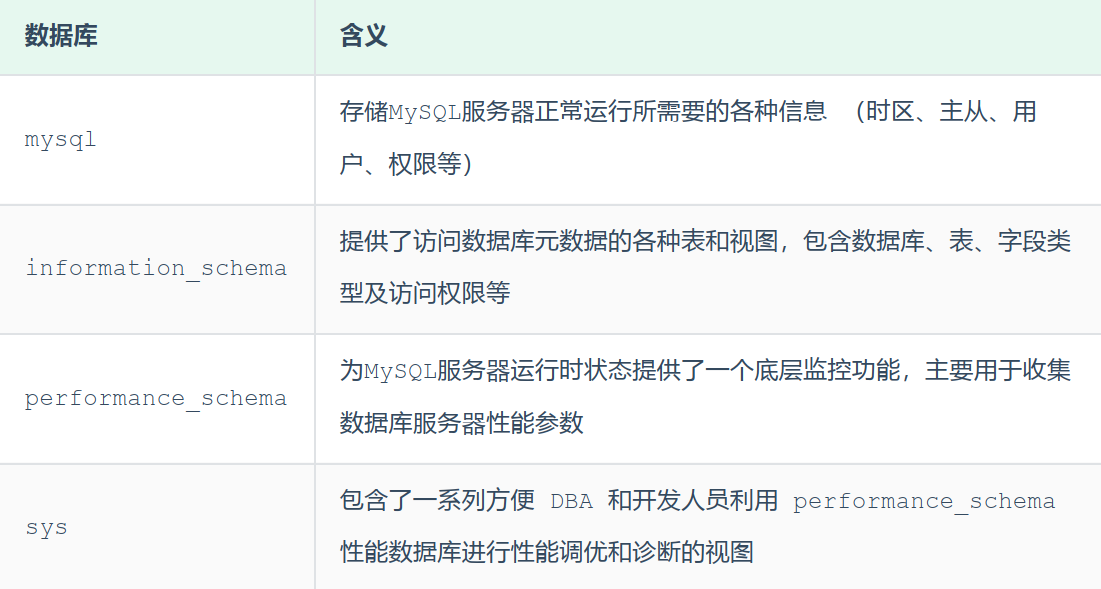 数据库
含义
mysql
存储MySQL服务器正常运行所需要的各种信息 （时区、主从、用
户、权限等）
information_schema
提供了访问数据库元数据的各种表和视图，包含数据库、表、字段类
型及访问权限等
performance_schema
为MySQL服务器运行时状态提供了一个底层监控功能，主要用于收集
数据库服务器性能参数
sys
包含了一系列方便 DBA 和开发人员利用 performance_schema
性能数据库进行性能调优和诊断的视图